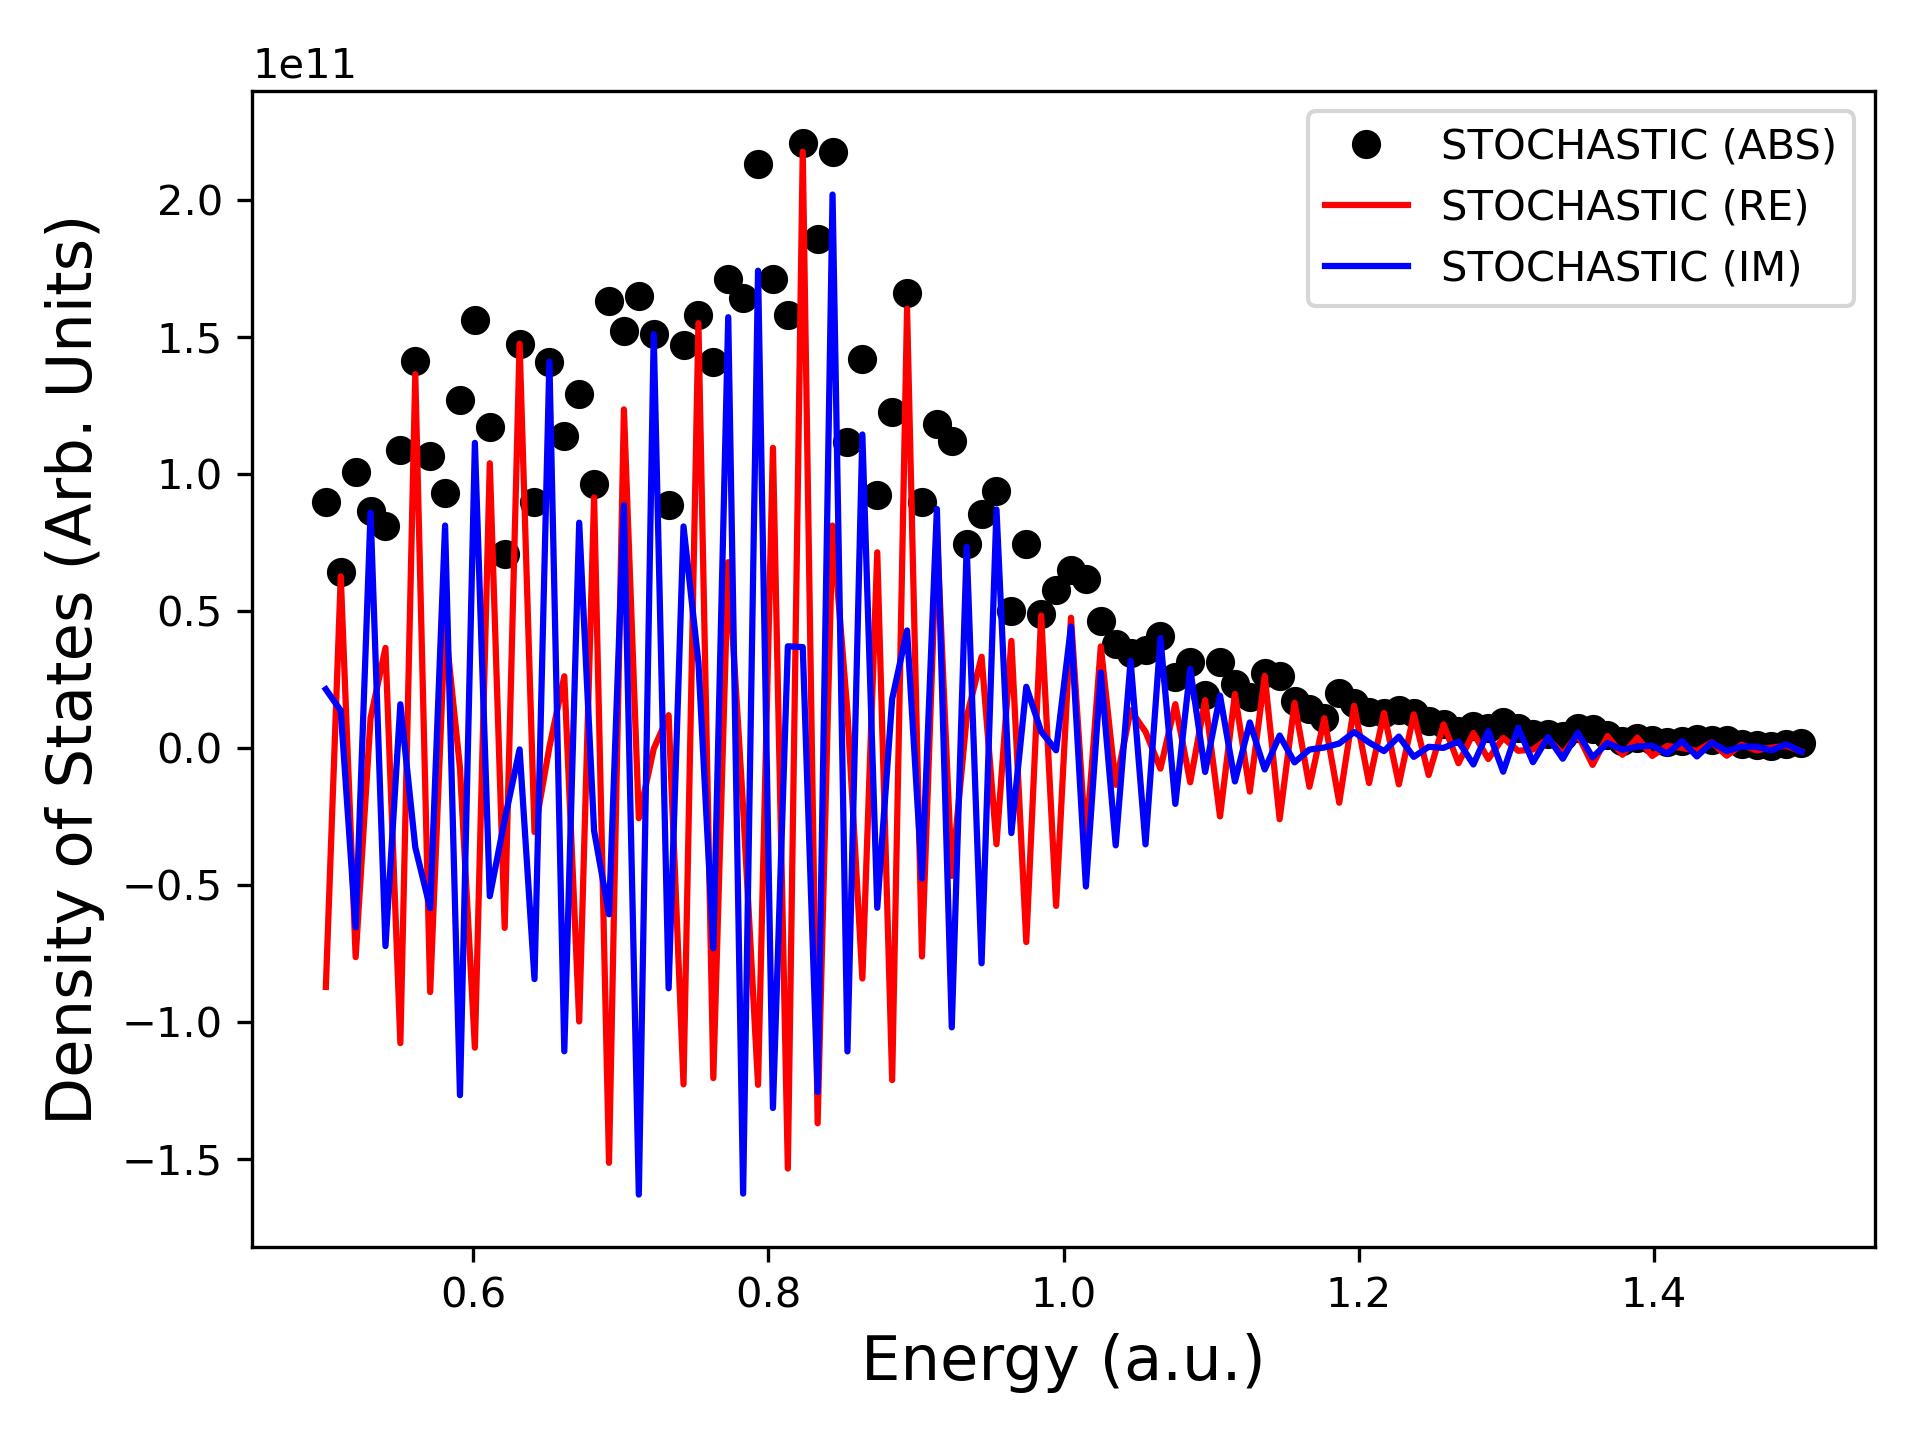 1e11
STOCHASTIC (ABS)
STOCHASTIC (RE)
STOCHASTIC (IM)
Density of States (Arb. Units)
2.0
1.5
1.0
0.5
0.0
−0.5
−1.0
−1.5
0.6
0.8
1.0
1.2
1.4
Energy (a.u.)